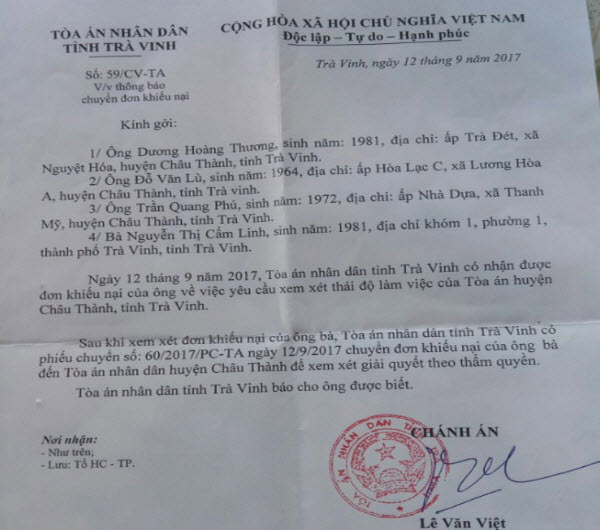 TÒA ÁN NHÂN DÂN
TỈNH TRÀ VINH
Số: 59/CV-TA
V/v thông báo
chuyển đơn khiếu nại
CỘNG HÒA XÃ HỘI CHỦ NGHĨA VIỆT NAM
Độc lập – Tự do – Hạnh phúc
Trà Vinh, ngày 12 tháng 9 năm 2017
Kính gởi:
1/ Ông Dương Hoàng Thương, sinh năm: 1981, địa chỉ: ấp Trà Đét, xã
Nguyệt Hóa, huyện Châu Thành, tỉnh Trà Vinh.
2/ Ông Đỗ Văn Lù, sinh năm: 1964, địa chỉ: ấp Hòa Lạc C, xã Lương Hòa
A, huyện Châu Thành, tỉnh Trà vinh.
3/ Ông Trần Quang Phú, sinh năm: 1972, địa chỉ: ấp Nhà Dựa, xã Thanh
Mỹ, huyện Châu Thành, tỉnh Trà Vinh.
4/ Bà Nguyễn Thị Cẩm Linh, sinh năm: 1981, địa chỉ khóm 1, phường 1,
thành phố Trà Vinh, tỉnh Trà Vinh.
Ngày 12 tháng 9 năm 2017, Tòa án nhân dân tỉnh Trà Vinh có nhận được
đơn khiếu nại của ông về việc yêu cầu xem xét thái độ làm việc của Tòa án huyện
Châu Thành, tỉnh Trà Vinh.
Sau khi xem xét đơn khiếu nại của ông bà, Tòa án nhân dân tỉnh Trà Vinh có
phiếu chuyển số: 60/2017/PC-TA ngày 12/9/2017 chuyển đơn khiếu nại của ông bà
đến Tòa án nhân dân huyện Châu Thành để xem xét giải quyết theo thẩm quyền.
Tòa án nhân dân tỉnh Trà Vinh báo cho ông được biết.
Nơi nhận:
- Như trên;
- Lưu: Tổ HC - TP.
CHÁNH ÁN
TÒA ÁN NHÂN DÂN
Lê Văn Việt